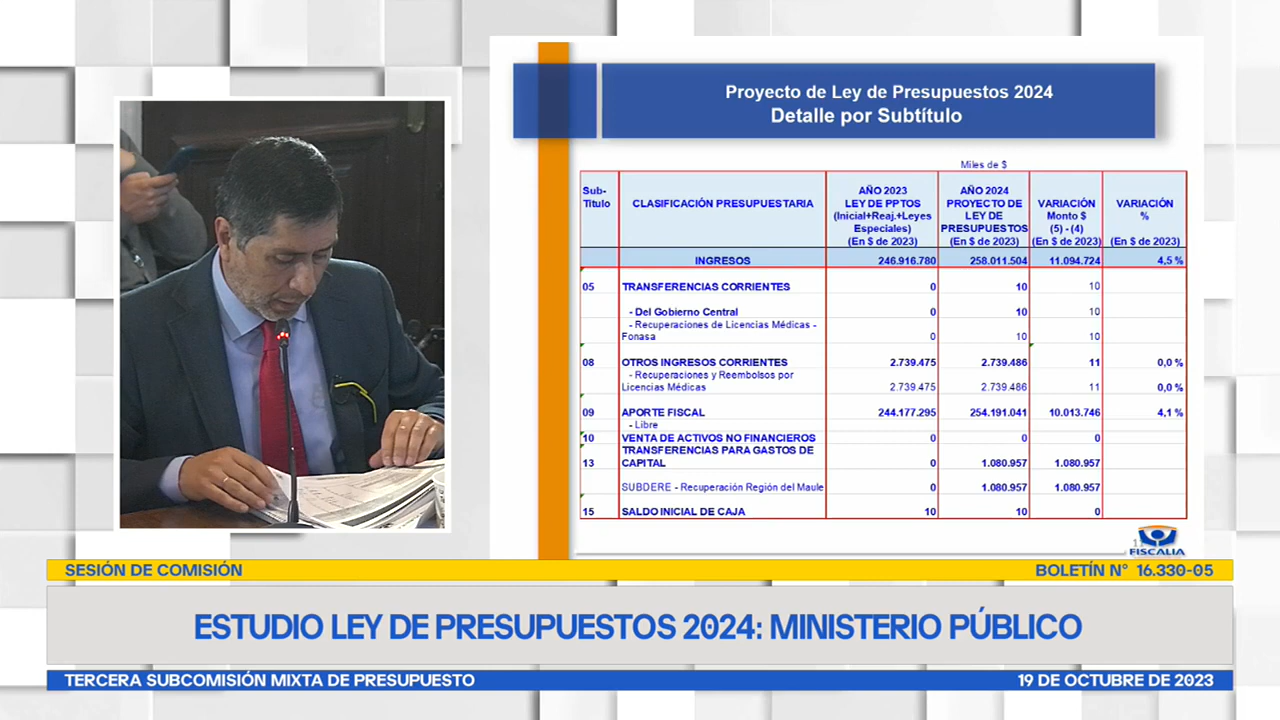 Proyecto de Ley de Presupuestos 2024
Detalle por Subtítulo
Miles de $
Sub-Titulo CLASIFICACIÓN PRESUPUESTARIA AÑO 2023 LEY DE PPTOS (Inicial+Reaj.+Leyes Especiales) (En $ de 2023) AÑO 2024 PROYECTO DE LEY DE PRESUPUESTOS (En $ de 2023) VARIACIÓN Monto $ (5) - (4) (En $ de 2023) VARIACIÓN % (En $ de 2023)
INGRESOS 246.916.780 258.011.504 11.094.724 4,5 %
05 TRANSFERENCIAS CORRIENTES 0 10 10
- Del Gobierno Central 0 10 10
- Recuperaciones de Licencias Médicas -
Fonasa 0 10 10
08 OTROS INGRESOS CORRIENTES 2.739.475 2.739.486 11 0,0 %
- Recuperaciones y Reembolsos por
Licencias Médicas 2.739.475 2.739.486 11 0,0 %
09 APORTE FISCAL 244.177.295 254.191.041 10.013.746 4,1 %
- Libre
10 VENTA DE ACTIVOS NO FINANCIEROS 0 0 0
TRANSFERENCIAS PARA GASTOS DE
13 CAPITAL 0 1.080.957 1.080.957
SUBDERE - Recuperación Región del Maule 0 1.080.957 1.080.957
15 SALDO INICIAL DE CAJA 10 10 0
FISCALIA
SESIÓN DE COMISIÓN BOLETÍN N° 16.330-05
ESTUDIO LEY DE PRESUPUESTOS 2024: MINISTERIO PÚBLICO
TERCERA SUBCOMISIÓN MIXTA DE PRESUPUESTO 19 DE OCTUBRE DE 2023